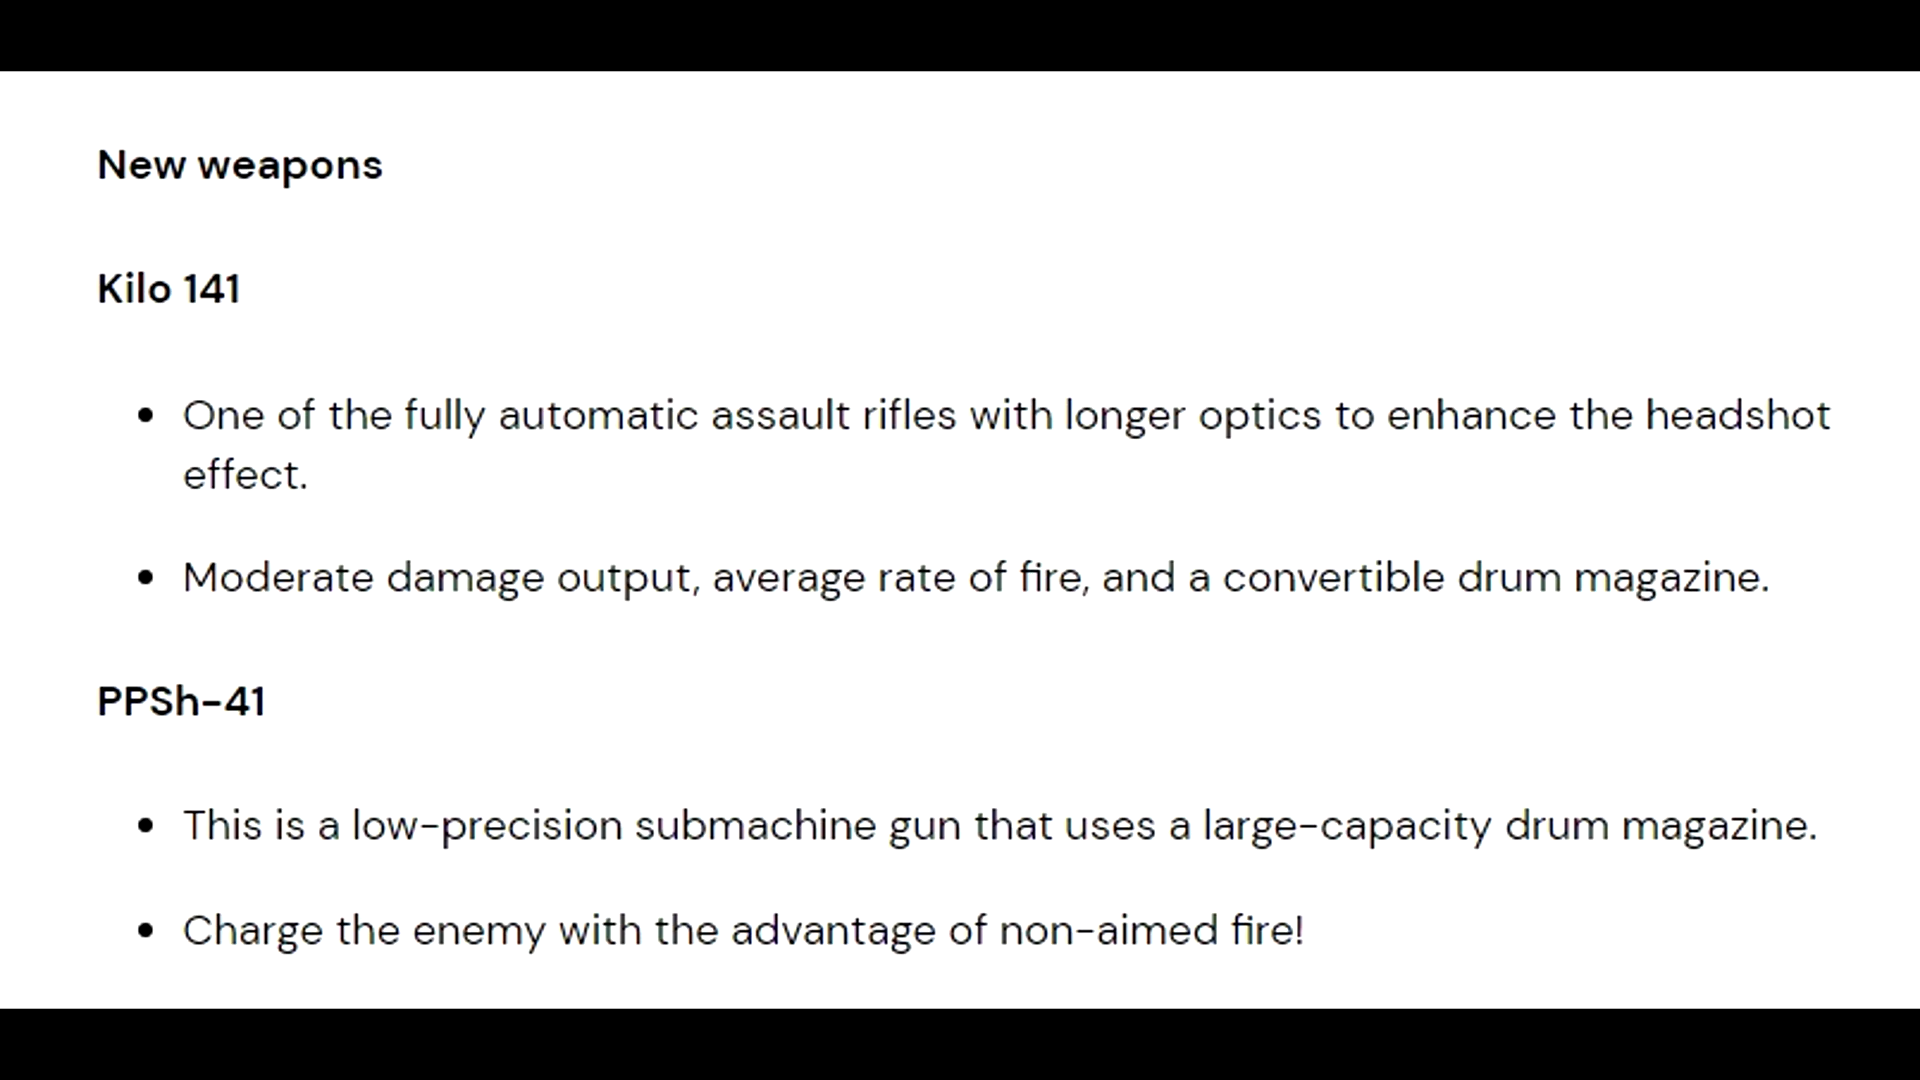 New weapons
Kilo 141
• One of the fully automatic assault rifles with longer optics to enhance the headshot
effect.
• Moderate damage output, average rate of fire, and a convertible drum magazine.
PPSh-41
• This is a low-precision submachine gun that uses a large-capacity drum magazine.
• Charge the enemy with the advantage of non-aimed fire!